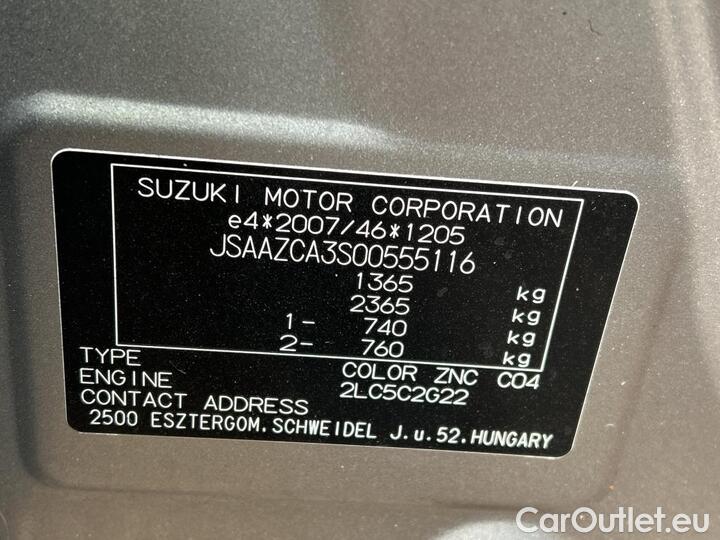 SUZUKI MOTOR CORPORATION
e4*2007/46*1205
JSAAZCA3S00555116
1365 kg
2365 kg
1- 740 kg
2- 760 kg
TYPE COLOR ZNC C04
ENGINE 2LC5C2G22
CONTACT ADDRESS
2500 ESZTERGOM.SCHWEIDEL J.u.52.HUNGARY
CarOutlet.eu